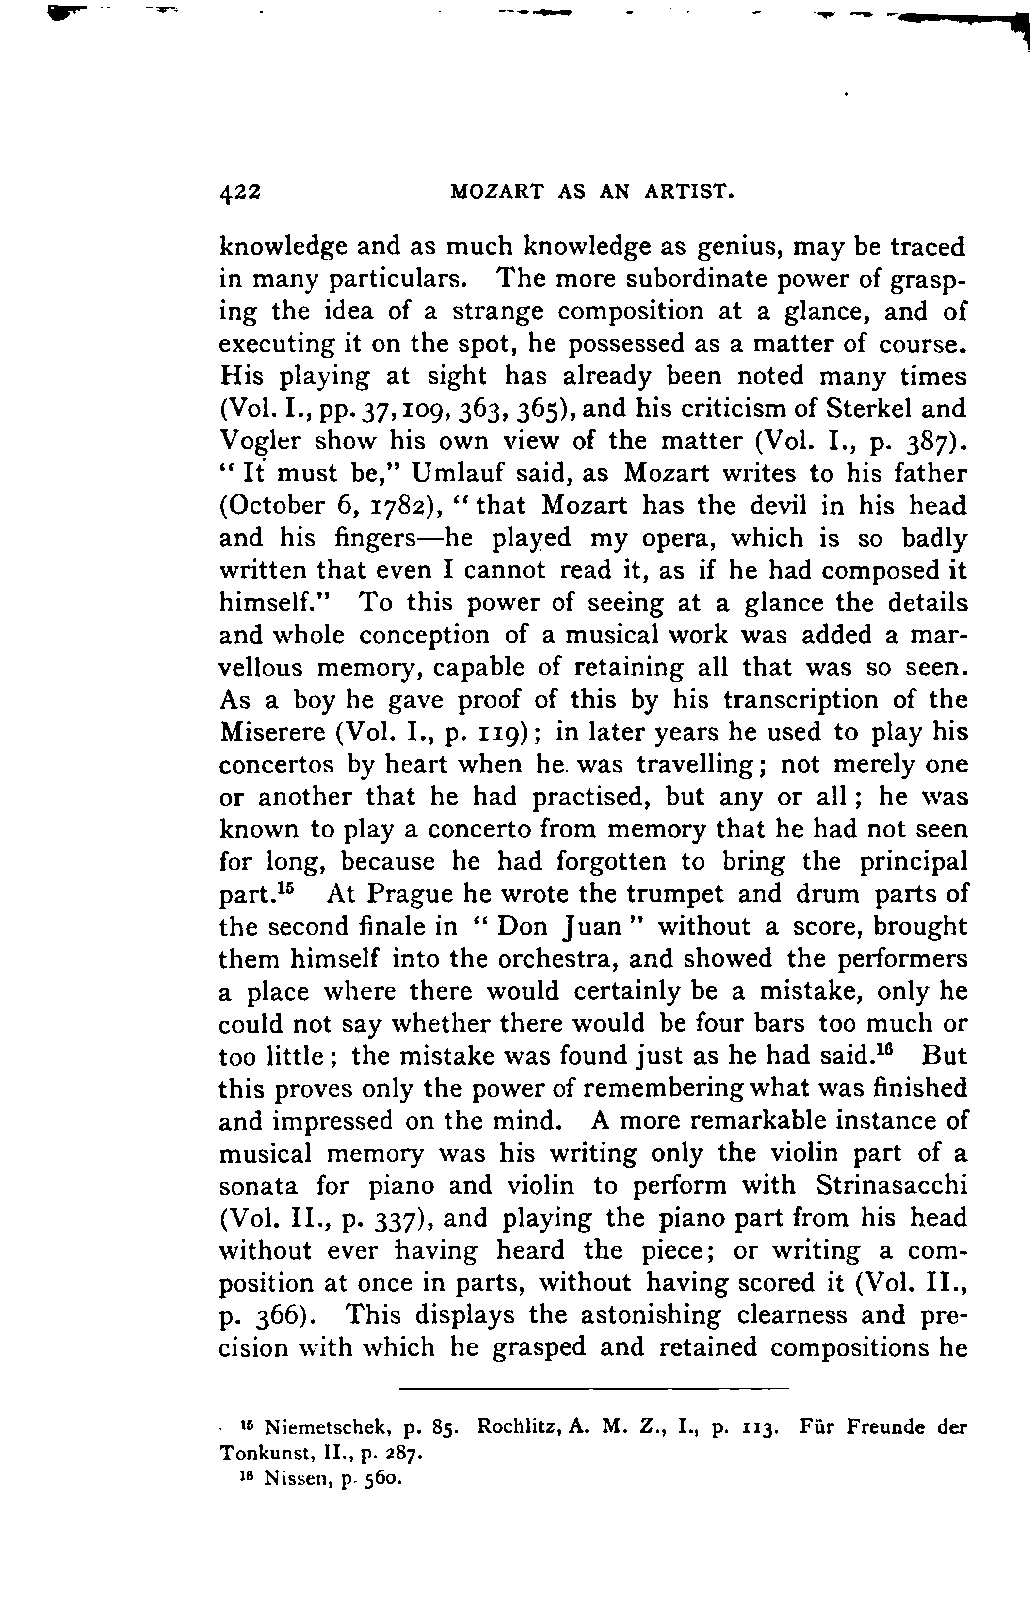 422 MOZART AS AN ARTIST.
knowledge and as much knowledge as genius, may be traced
in many particulars. The more subordinate power of grasp-
ing the idea of a strange composition at a glance, and of
executing it on the spot, he possessed as a matter of course.
His playing at sight has already been noted many times
(Vol. I., pp. 37, 109, 363, 365), and his criticism of Sterkel and
Vogler show his own view of the matter (Vol. I., p. 387).
“ It must be,” Umlauf said, as Mozart writes to his father
(October 6, 1782), “ that Mozart has the devil in his head
and his fingers—he played my opera, which is so badly
written that even I cannot read it, as if he had composed it
himself.” To this power of seeing at a glance the details
and whole conception of a musical work was added a mar-
vellous memory, capable of retaining all that was so seen.
As a boy he gave proof of this by his transcription of the
Miserere (Vol. I., p. 119) ; in later years he used to play his
concertos by heart when he was travelling ; not merely one
or another that he had practised, but any or all ; he was
known to play a concerto from memory that he had not seen
for long, because he had forgotten to bring the principal
part.¹⁵ At Prague he wrote the trumpet and drum parts of
the second finale in “ Don Juan ” without a score, brought
them himself into the orchestra, and showed the performers
a place where there would certainly be a mistake, only he
could not say whether there would be four bars too much or
too little ; the mistake was found just as he had said.¹⁶ But
this proves only the power of remembering what was finished
and impressed on the mind. A more remarkable instance of
musical memory was his writing only the violin part of a
sonata for piano and violin to perform with Strinasacchi
(Vol. II., p. 337), and playing the piano part from his head
without ever having heard the piece; or writing a com-
position at once in parts, without having scored it (Vol. II.,
p. 366). This displays the astonishing clearness and pre-
cision with which he grasped and retained compositions he
¹⁵ Niemetschek, p. 85. Rochlitz, A. M. Z., I., p. 113. Für Freunde der
Tonkunst, II., p. 287.
¹⁶ Nissen, p. 560.